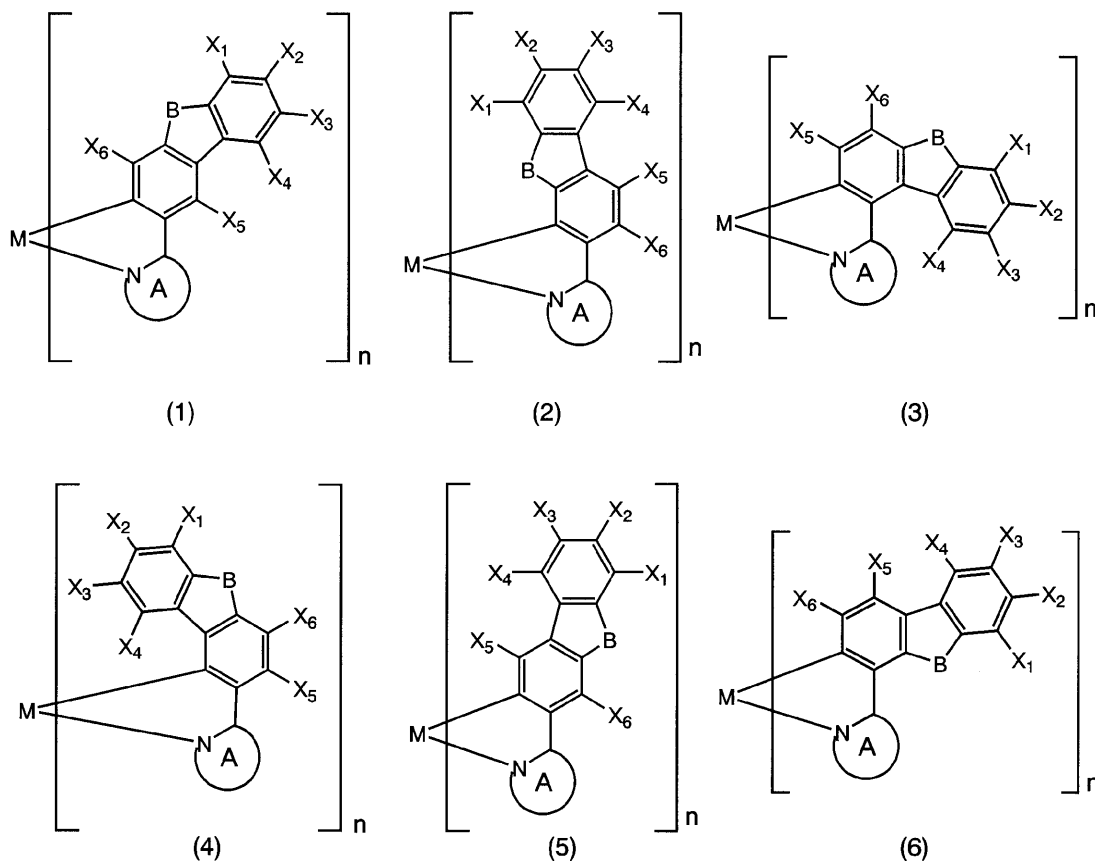 X1 X2 B X3 X6 X4 X5 M N A n
(1)
X2 X3 X1 X4 B X5 X6 M N A n
(2)
X6 X5 B X1 X2 M N A X4 X3 n
(3)
X2 X1 X3 B X4 X6 X5 M N A n
(4)
X3 X2 X4 X1 X5 B X6 M N A n
(5)
X5 X4 X3 X6 X2 B X1 M N A n
(6)